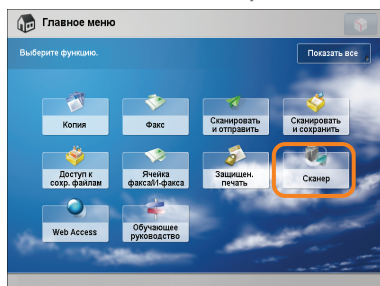 Главное меню
Выберите функцию.
Показать все
Копия
Факс
Сканировать
и отправить
Сканировать
и сохранить
Доступ к
сохр. файлам
Ячейка
факса/И-факса
Защищен.
печать
Сканер
Web Access
Обучающее
руководство